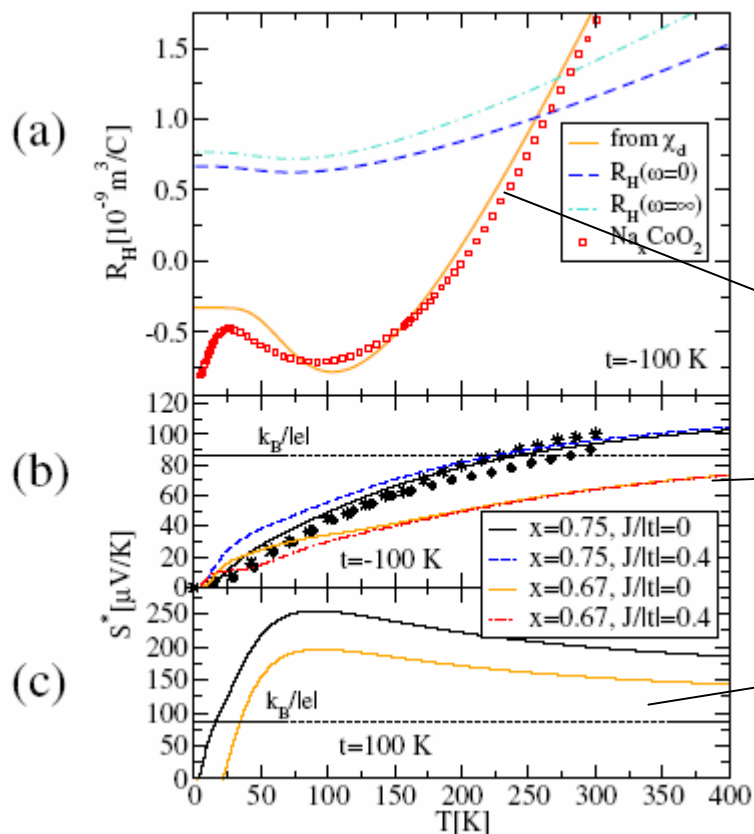 (a)
R_H[10^-9 m^3/C]
1.5
1.0
0.5
0.0
-0.5
from χ_d
R_H(ω=0)
R_H(ω=∞)
Na_xCoO_2
t=-100 K
(b)
120
100
80
60
40
20
0
k_B/|e|
t=-100 K
x=0.75, J/|t|=0
x=0.75, J/|t|=0.4
x=0.67, J/|t|=0
x=0.67, J/|t|=0.4
S^*[μV/K]
(c)
250
200
150
100
50
0
k_B/|e|
t=100 K
0 50 100 150 200 250 300 350 400
T[K]